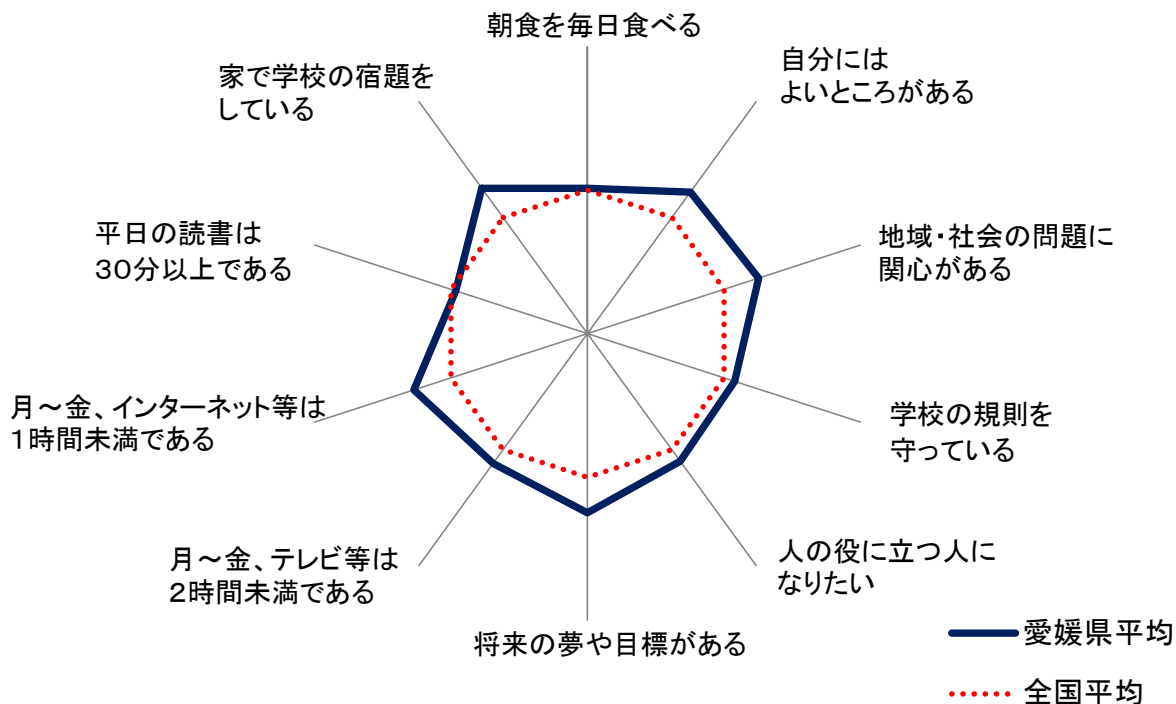 朝食を毎日食べる
自分には
よいところがある
地域・社会の問題に
関心がある
学校の規則を
守っている
人の役に立つ人に
なりたい
将来の夢や目標がある
月～金、テレビ等は
２時間未満である
月～金、インターネット等は
１時間未満である
平日の読書は
３０分以上である
家で学校の宿題を
している
愛媛県平均
全国平均